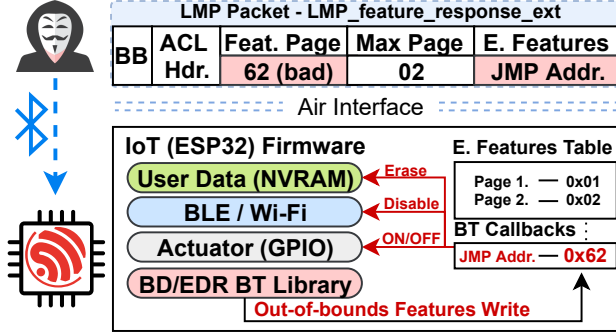 LMP Packet - LMP_feature_response_ext
BB
ACL Hdr.
Feat. Page
Max Page
E. Features
62 (bad)
02
JMP Addr.
Air Interface
IoT (ESP32) Firmware
E. Features Table
User Data (NVRAM)
Erase
Page 1. — 0x01
BLE / Wi-Fi
Disable
Page 2. — 0x02
BT Callbacks
Actuator (GPIO)
ON/OFF
JMP Addr. — 0x62
BD/EDR BT Library
Out-of-bounds Features Write